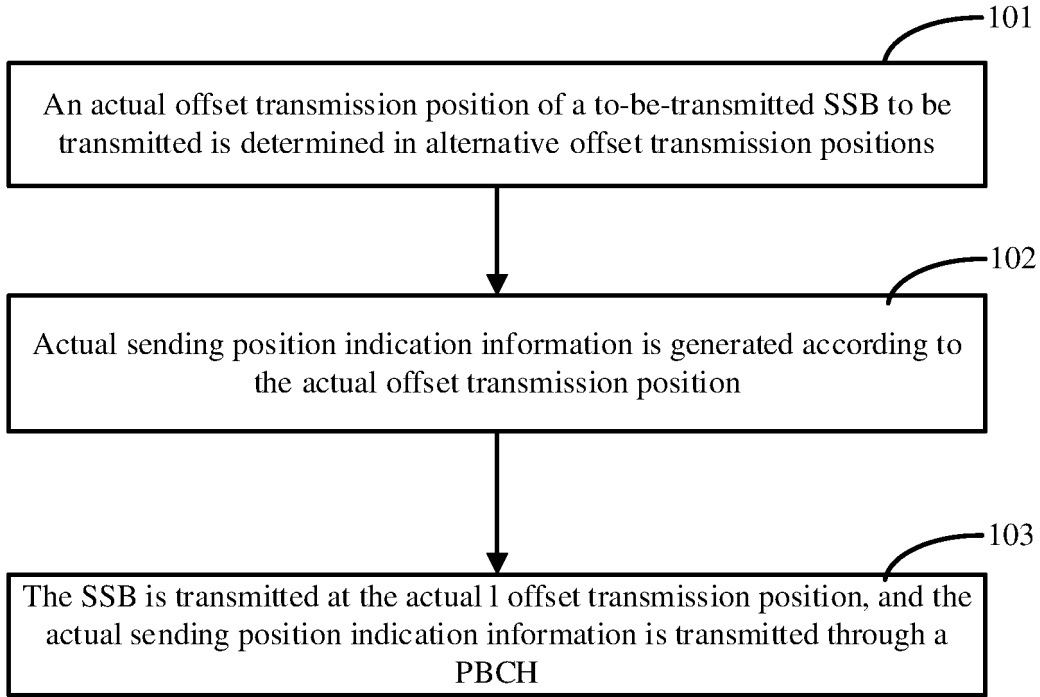 101
An actual offset transmission position of a to-be-transmitted SSB to be
transmitted is determined in alternative offset transmission positions
102
Actual sending position indication information is generated according to
the actual offset transmission position
103
The SSB is transmitted at the actual l offset transmission position, and the
actual sending position indication information is transmitted through a
PBCH